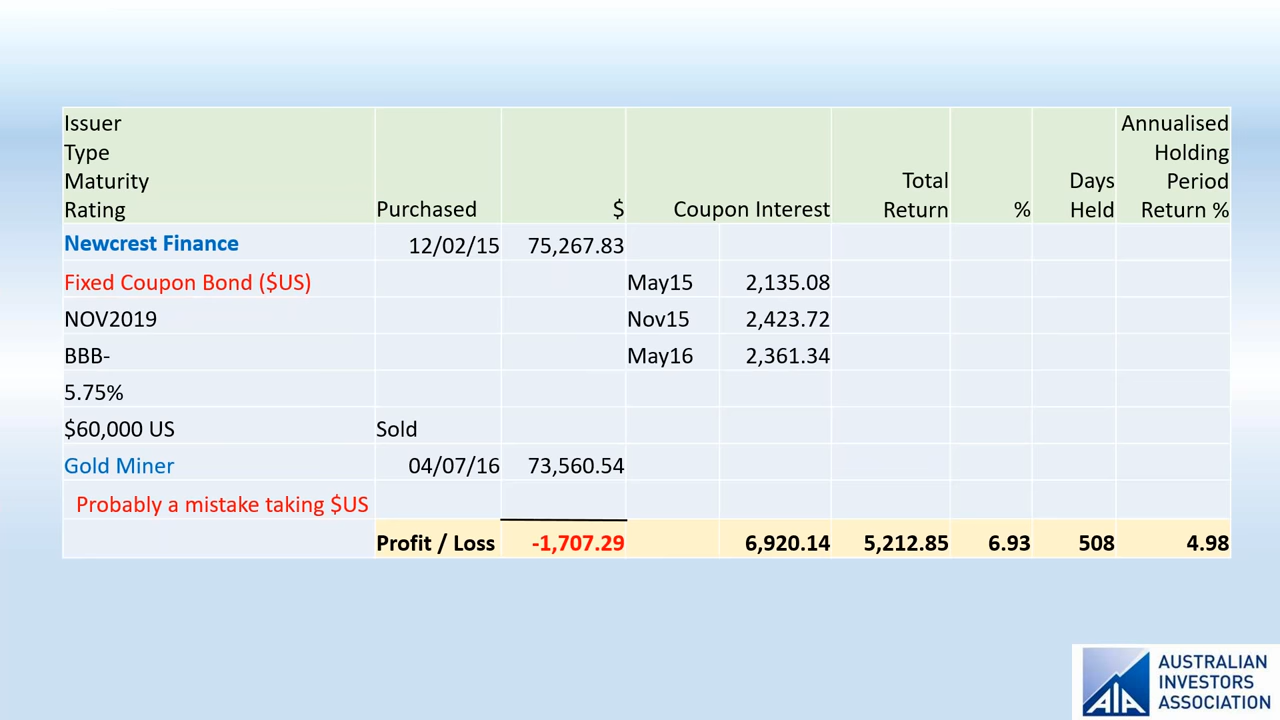 Issuer
Type
Maturity
Rating
Purchased
$
Coupon Interest
Total
Return
%
Days
Held
Annualised
Holding
Period
Return %
Newcrest Finance 12/02/15 75,267.83
Fixed Coupon Bond ($US) May15 2,135.08
NOV2019 Nov15 2,423.72
BBB- May16 2,361.34
5.75%
$60,000 US Sold
Gold Miner 04/07/16 73,560.54
Probably a mistake taking $US
Profit / Loss -1,707.29 6,920.14 5,212.85 6.93 508 4.98
AUSTRALIAN
INVESTORS
ASSOCIATION
AIA